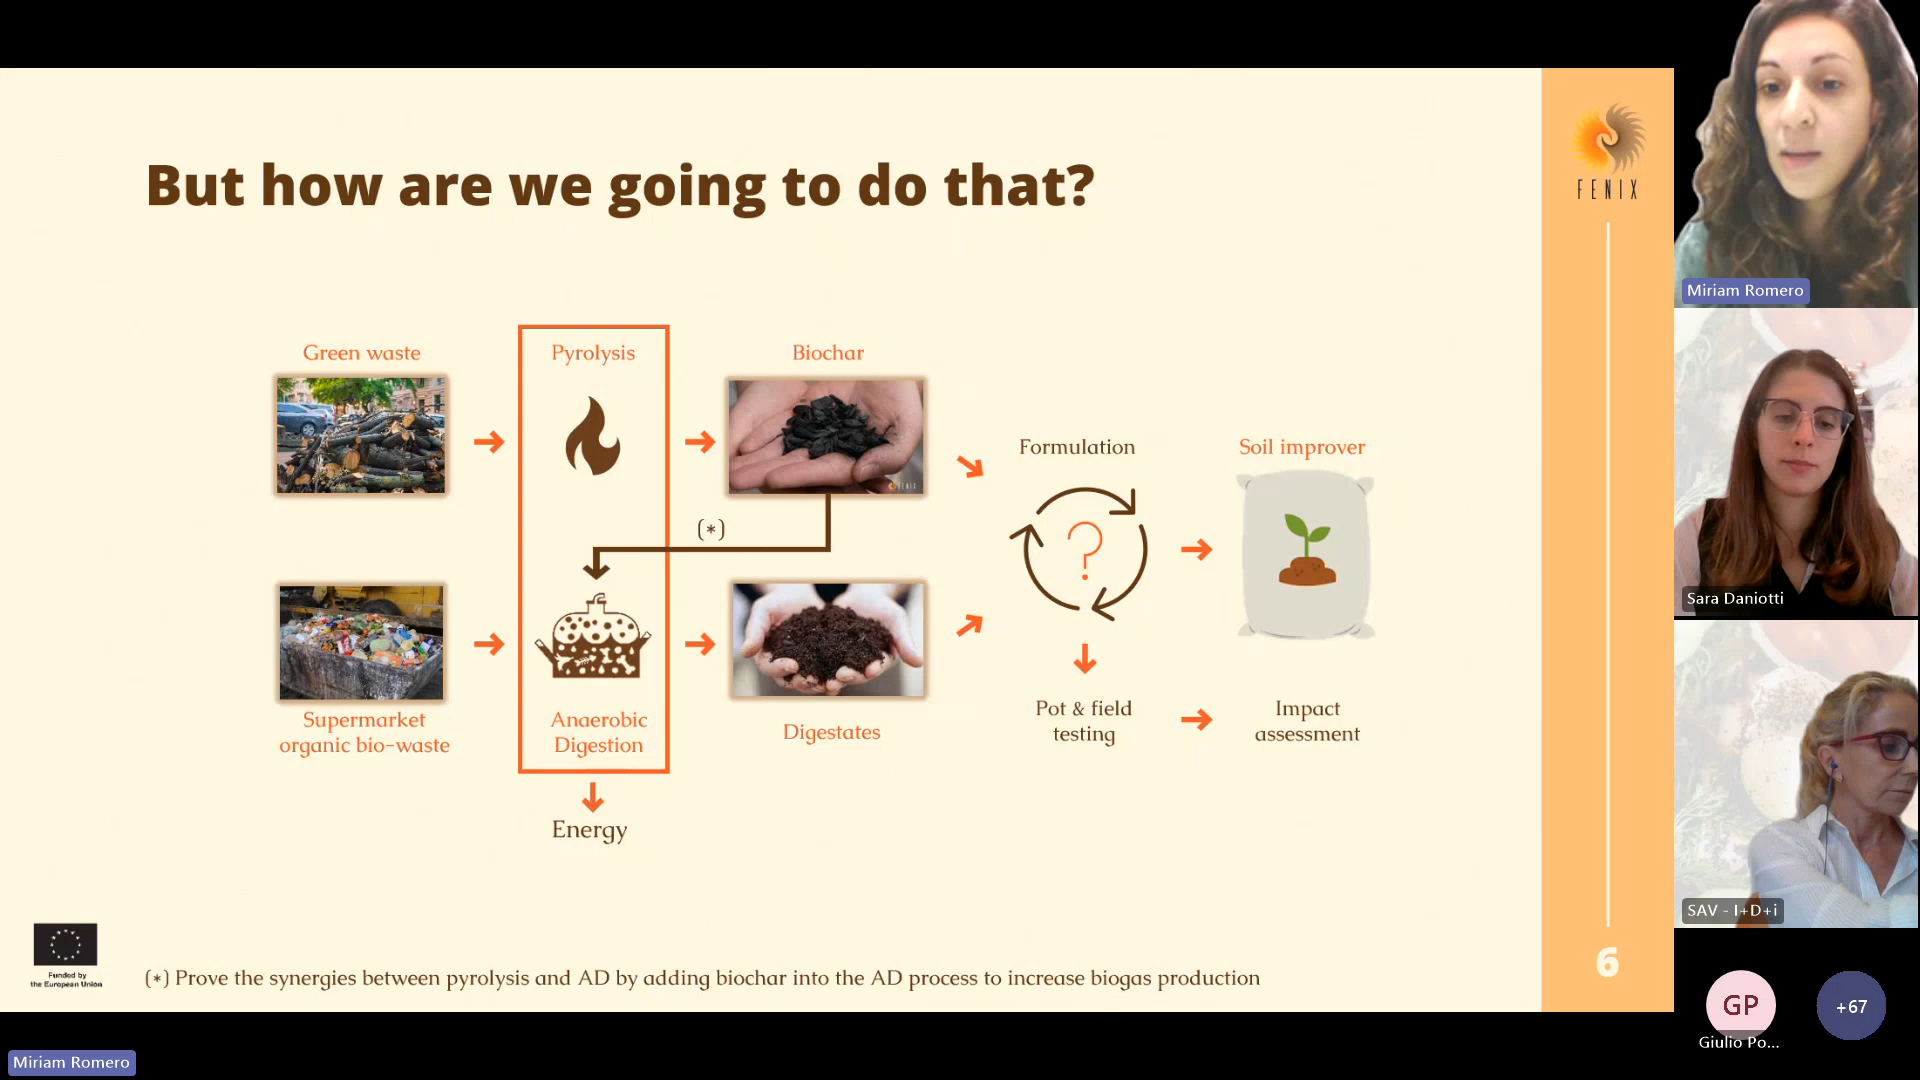 But how are we going to do that?
FENIX
Green waste
Pyrolysis
Biochar
FENIX
(*)
Formulation
?
Soil improver
Supermarket
organic bio-waste
Anaerobic
Digestion
Digestates
Pot & field
testing
Impact
assessment
Energy
Funded by
the European Union
(*) Prove the synergies between pyrolysis and AD by adding biochar into the AD process to increase biogas production
6
Miriam Romero
Sara Daniotti
SAV - I+D+i
GP
Giulio Po...
+67
Miriam Romero